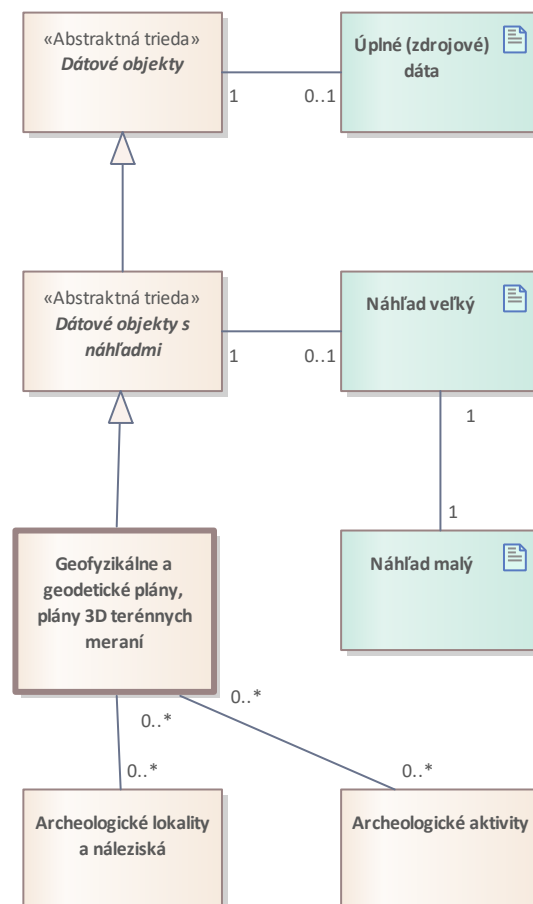 «Abstraktná trieda»
Dátové objekty
Úplné (zdrojové)
dáta
1
0..1
«Abstraktná trieda»
Dátové objekty s
náhľadmi
Náhľad veľký
1
0..1
1
1
Geofyzikálne a
geodetické plány,
plány 3D terénnych
meraní
Náhľad malý
0..*
0..*
0..*
0..*
Archeologické lokality
a náleziská
Archeologické aktivity